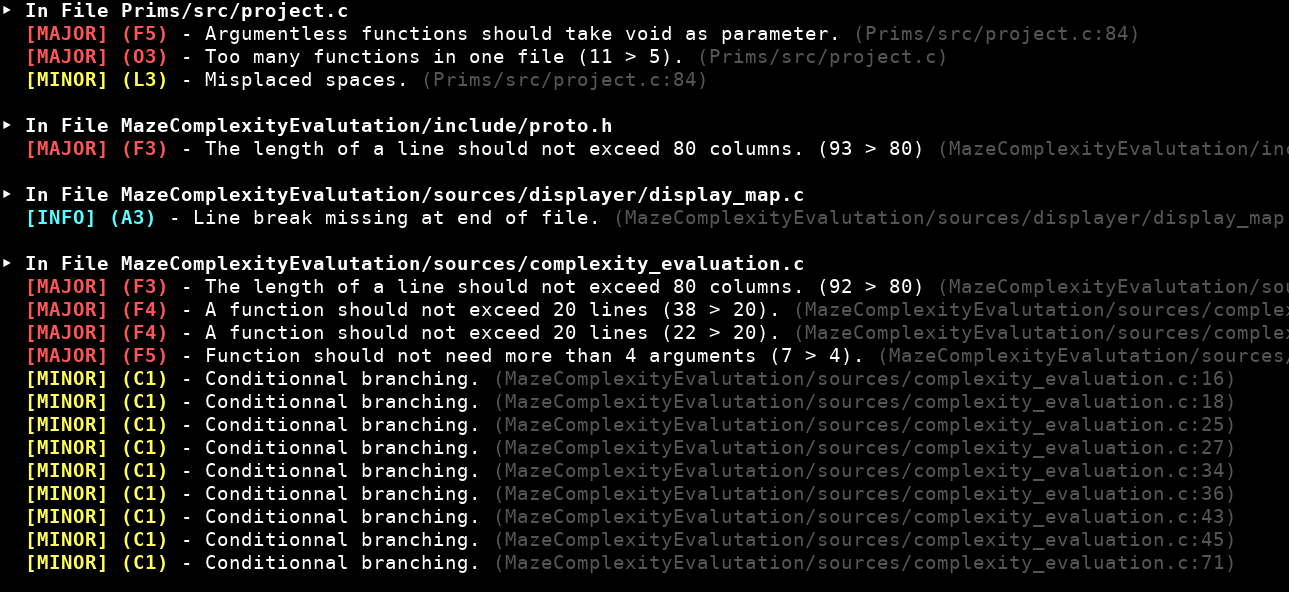 ▸ In File Prims/src/project.c
[MAJOR] (F5) - Argumentless functions should take void as parameter. (Prims/src/project.c:84)
[MAJOR] (O3) - Too many functions in one file (11 > 5). (Prims/src/project.c)
[MINOR] (L3) - Misplaced spaces. (Prims/src/project.c:84)
▸ In File MazeComplexityEvalutation/include/proto.h
[MAJOR] (F3) - The length of a line should not exceed 80 columns. (93 > 80) (MazeComplexityEvalutation/inc
▸ In File MazeComplexityEvalutation/sources/displayer/display_map.c
[INFO] (A3) - Line break missing at end of file. (MazeComplexityEvalutation/sources/displayer/display_map
▸ In File MazeComplexityEvalutation/sources/complexity_evaluation.c
[MAJOR] (F3) - The length of a line should not exceed 80 columns. (92 > 80) (MazeComplexityEvalutation/sou
[MAJOR] (F4) - A function should not exceed 20 lines (38 > 20). (MazeComplexityEvalutation/sources/complex
[MAJOR] (F4) - A function should not exceed 20 lines (22 > 20). (MazeComplexityEvalutation/sources/complex
[MAJOR] (F5) - Function should not need more than 4 arguments (7 > 4). (MazeComplexityEvalutation/sources/
[MINOR] (C1) - Conditionnal branching. (MazeComplexityEvalutation/sources/complexity_evaluation.c:16)
[MINOR] (C1) - Conditionnal branching. (MazeComplexityEvalutation/sources/complexity_evaluation.c:18)
[MINOR] (C1) - Conditionnal branching. (MazeComplexityEvalutation/sources/complexity_evaluation.c:25)
[MINOR] (C1) - Conditionnal branching. (MazeComplexityEvalutation/sources/complexity_evaluation.c:27)
[MINOR] (C1) - Conditionnal branching. (MazeComplexityEvalutation/sources/complexity_evaluation.c:34)
[MINOR] (C1) - Conditionnal branching. (MazeComplexityEvalutation/sources/complexity_evaluation.c:36)
[MINOR] (C1) - Conditionnal branching. (MazeComplexityEvalutation/sources/complexity_evaluation.c:43)
[MINOR] (C1) - Conditionnal branching. (MazeComplexityEvalutation/sources/complexity_evaluation.c:45)
[MINOR] (C1) - Conditionnal branching. (MazeComplexityEvalutation/sources/complexity_evaluation.c:71)